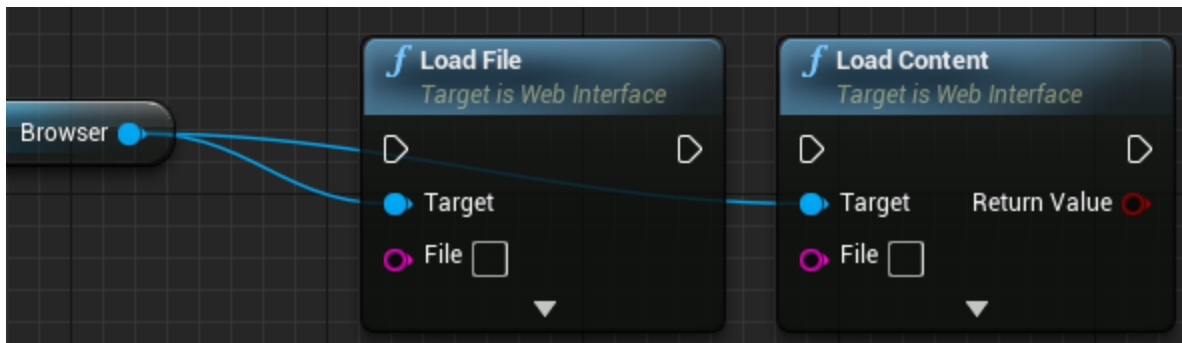 Browser
Load File
Target is Web Interface
Target
File
Load Content
Target is Web Interface
Target
Return Value
File